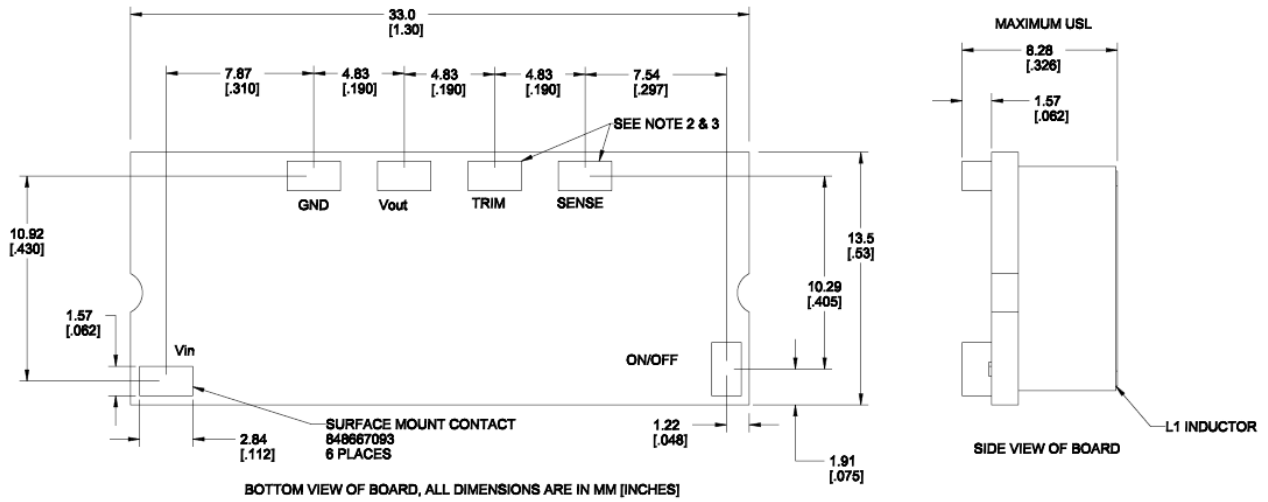 33.0
[1.30]
MAXIMUM USL
8.28
[.326]
7.87
[.310]
4.83
[.190]
4.83
[.190]
4.83
[.190]
7.54
[.297]
1.57
[.062]
SEE NOTE 2 & 3
GND
Vout
TRIM
SENSE
10.92
[.430]
13.5
[.53]
10.29
[.405]
1.57
[.062]
Vin
ON/OFF
SURFACE MOUNT CONTACT
848667093
6 PLACES
2.84
[.112]
1.22
[.048]
1.91
[.075]
L1 INDUCTOR
SIDE VIEW OF BOARD
BOTTOM VIEW OF BOARD, ALL DIMENSIONS ARE IN MM [INCHES]